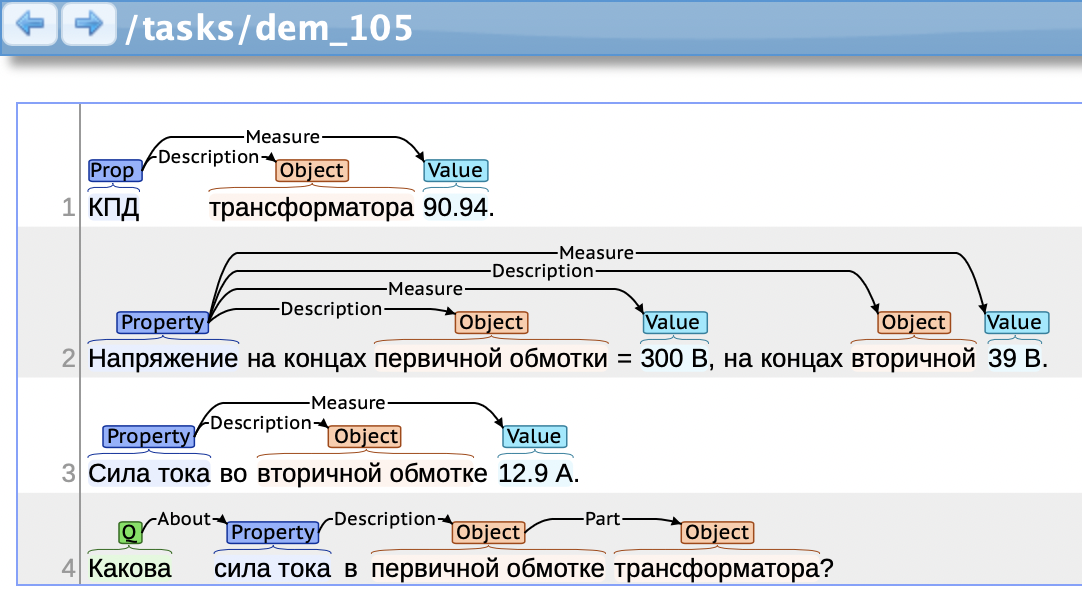 /tasks/dem_105
Measure
Description
Prop Object Value
1 КПД трансформатора 90.94.
Measure
Description
Measure
Description
Property Object Value Object Value
2 Напряжение на концах первичной обмотки = 300 В, на концах вторичной 39 В.
Measure
Description
Property Object Value
3 Сила тока во вторичной обмотке 12.9 А.
About Description Part
Q Property Object Object
4 Какова сила тока в первичной обмотке трансформатора?